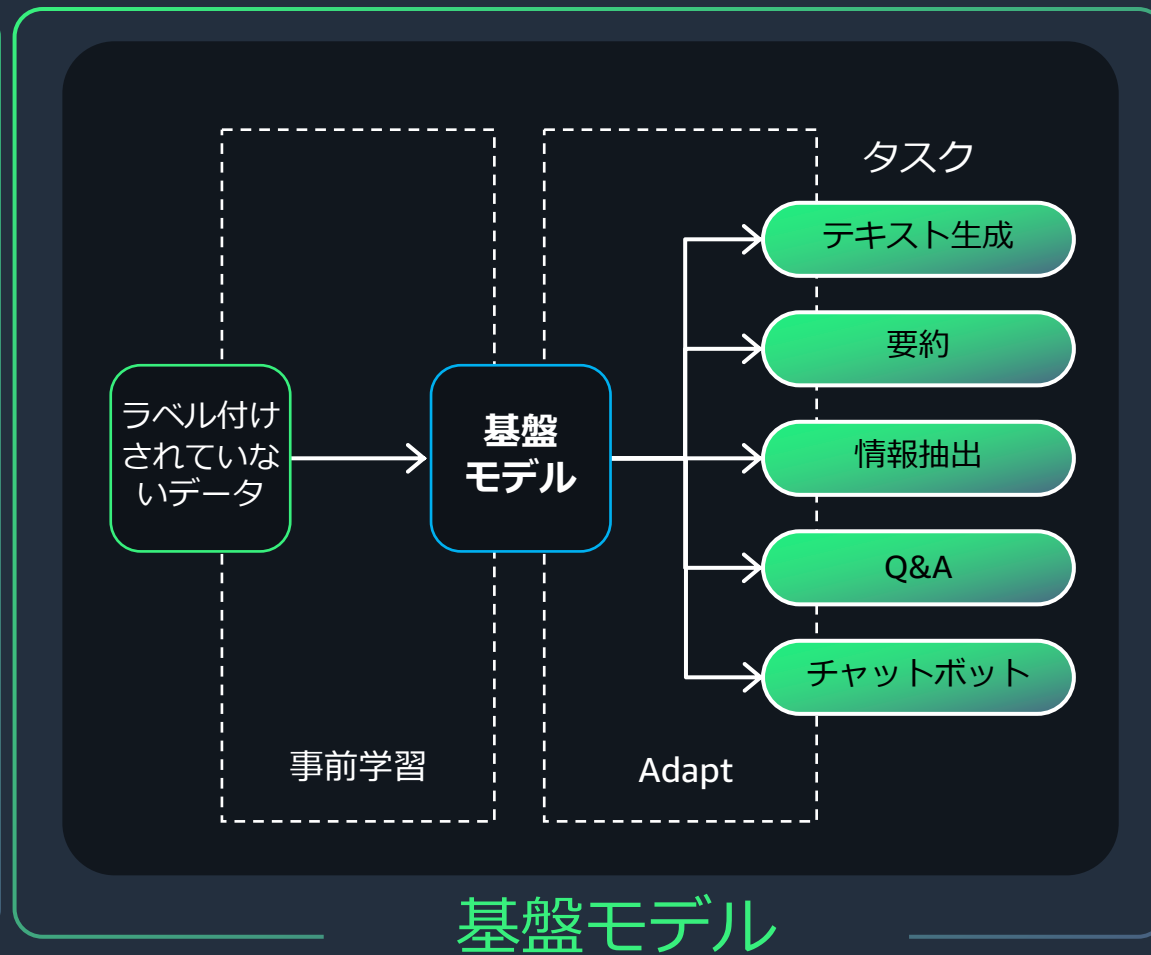 タスク
テキスト生成
要約
ラベル付け
されていな
いデータ
基盤
モデル
情報抽出
Q&A
チャットボット
事前学習
Adapt
基盤モデル